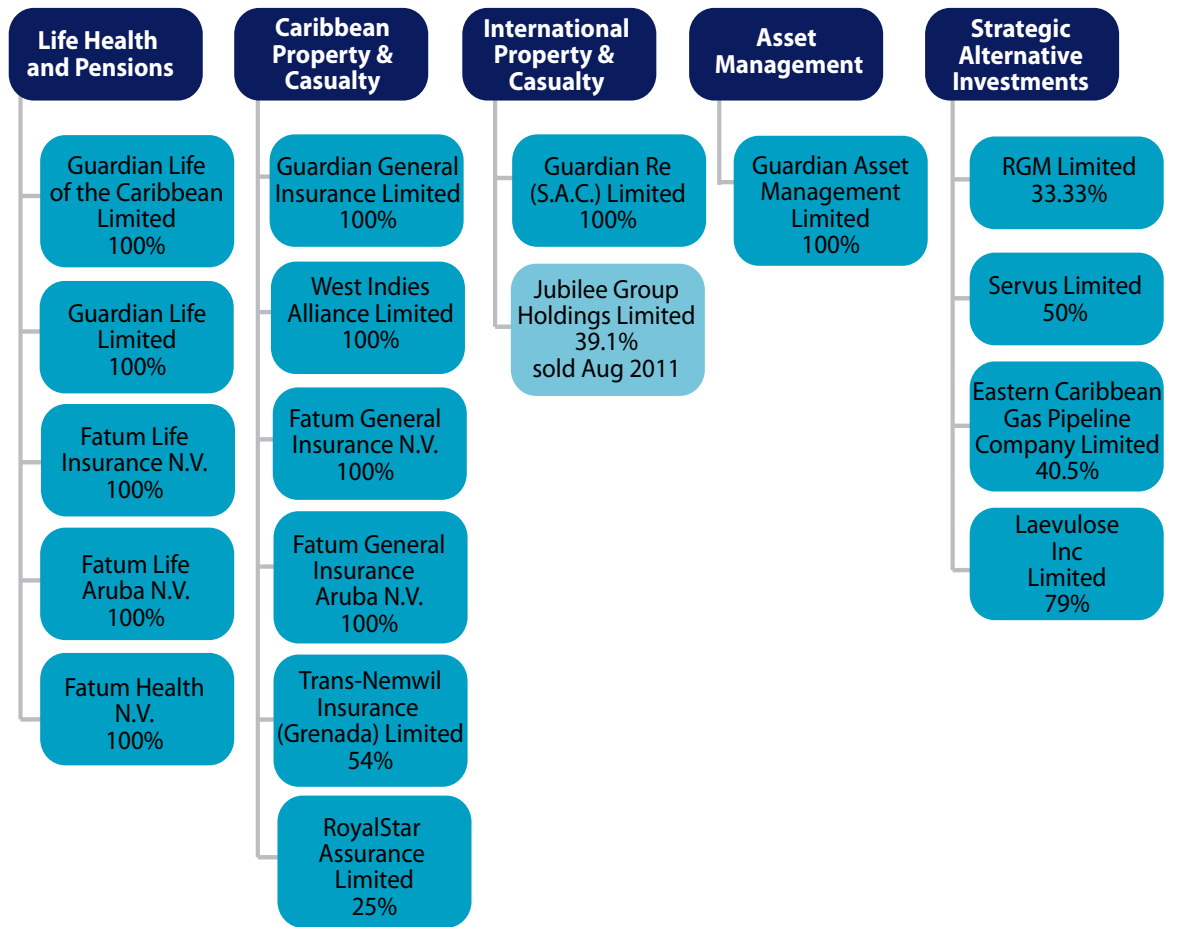 Life Health
and Pensions
Guardian Life
of the Caribbean
Limited
100%
Guardian Life
Limited
100%
Fatum Life
Insurance N.V.
100%
Fatum Life
Aruba N.V.
100%
Fatum Health
N.V.
100%
Caribbean
Property &
Casualty
Guardian General
Insurance Limited
100%
West Indies
Alliance Limited
100%
Fatum General
Insurance N.V.
100%
Fatum General
Insurance
Aruba N.V.
100%
Trans-Nemwil
Insurance
(Grenada) Limited
54%
RoyalStar
Assurance
Limited
25%
International
Property &
Casualty
Guardian Re
(S.A.C.) Limited
100%
Jubilee Group
Holdings Limited
39.1%
sold Aug 2011
Asset
Management
Guardian Asset
Management
Limited
100%
Strategic
Alternative
Investments
RGM Limited
33.33%
Servus Limited
50%
Eastern Caribbean
Gas Pipeline
Company Limited
40.5%
Laevulose
Inc
Limited
79%